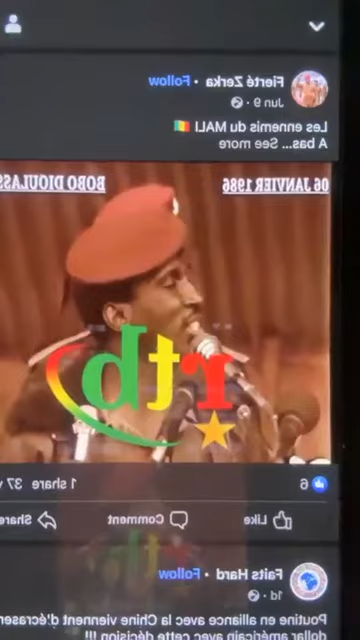 Fierté Zerka · Follow
Jun 9 ·
Les ennemis du MALI
A bas... See more
06 JANVIER 1986
BOBO DIOULASS
rtb
6
1 share
37
Like
Comment
Share
Faits Hard · Follow
1d ·
Poutine en alliance avec la Chine viennent d'écraser
dollar américain avec cette décision !!!